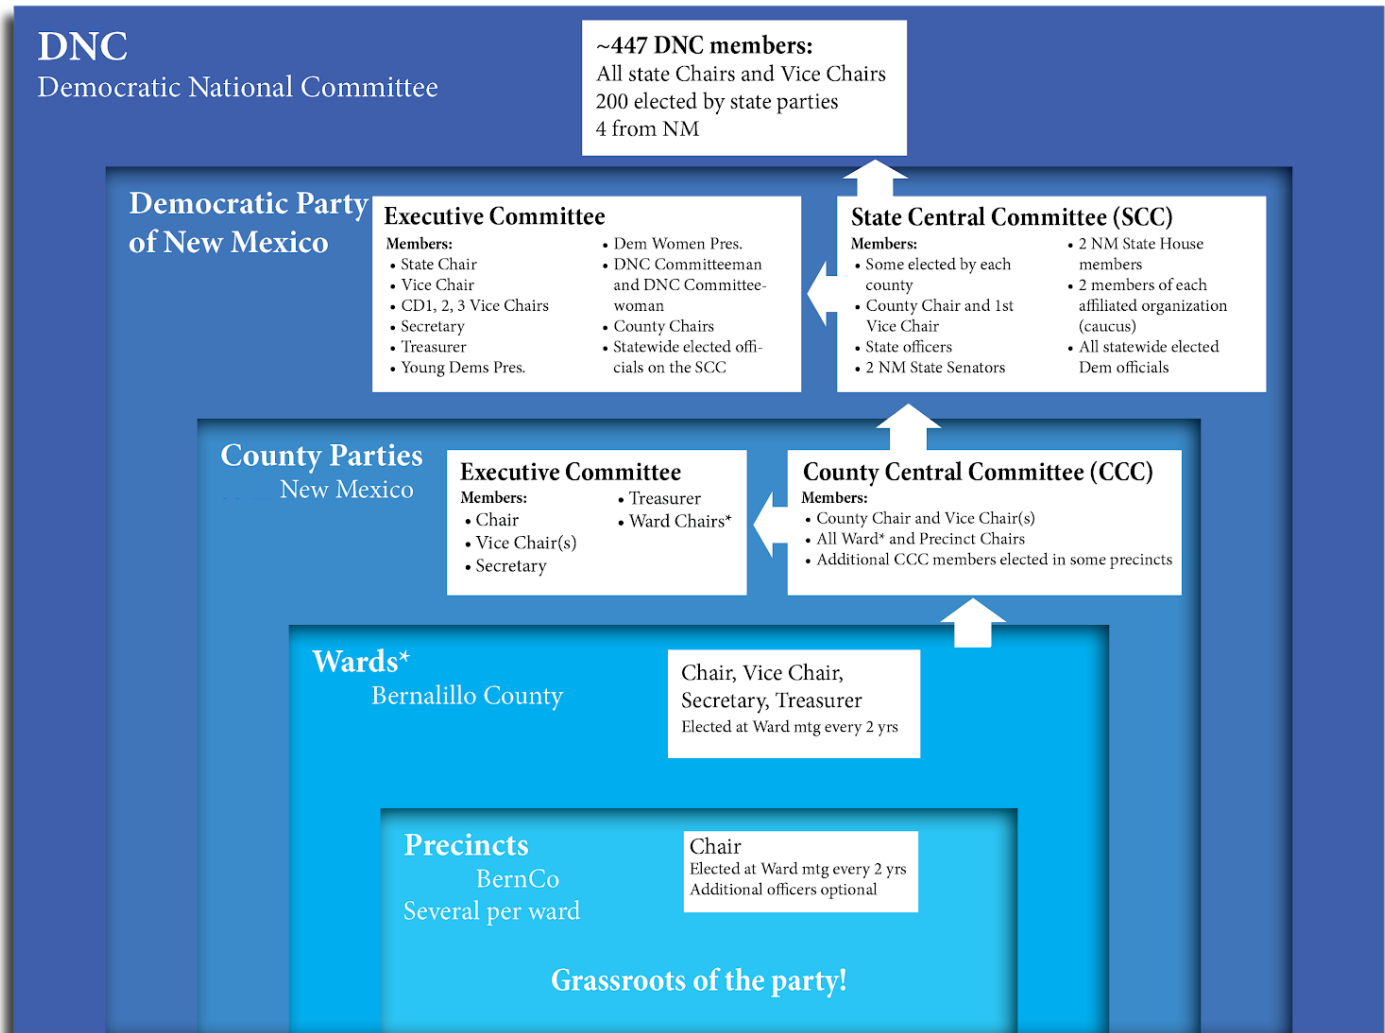 DNC
Democratic National Committee
~447 DNC members:
All state Chairs and Vice Chairs
200 elected by state parties
4 from NM
Democratic Party
of New Mexico
Executive Committee
Members:
• State Chair
• Vice Chair
• CD1, 2, 3 Vice Chairs
• Secretary
• Treasurer
• Young Dems Pres.
• Dem Women Pres.
• DNC Committeeman
and DNC Committee-
woman
• County Chairs
• Statewide elected offi-
cials on the SCC
State Central Committee (SCC)
Members:
• Some elected by each
county
• County Chair and 1st
Vice Chair
• State officers
• 2 NM State Senators
• 2 NM State House
members
• 2 members of each
affiliated organization
(caucus)
• All statewide elected
Dem officials
County Parties
New Mexico
Executive Committee
Members:
• Chair
• Vice Chair(s)
• Secretary
• Treasurer
• Ward Chairs*
County Central Committee (CCC)
Members:
• County Chair and Vice Chair(s)
• All Ward* and Precinct Chairs
• Additional CCC members elected in some precincts
Wards*
Bernalillo County
Chair, Vice Chair,
Secretary, Treasurer
Elected at Ward mtg every 2 yrs
Precincts
BernCo
Several per ward
Chair
Elected at Ward mtg every 2 yrs
Additional officers optional
Grassroots of the party!